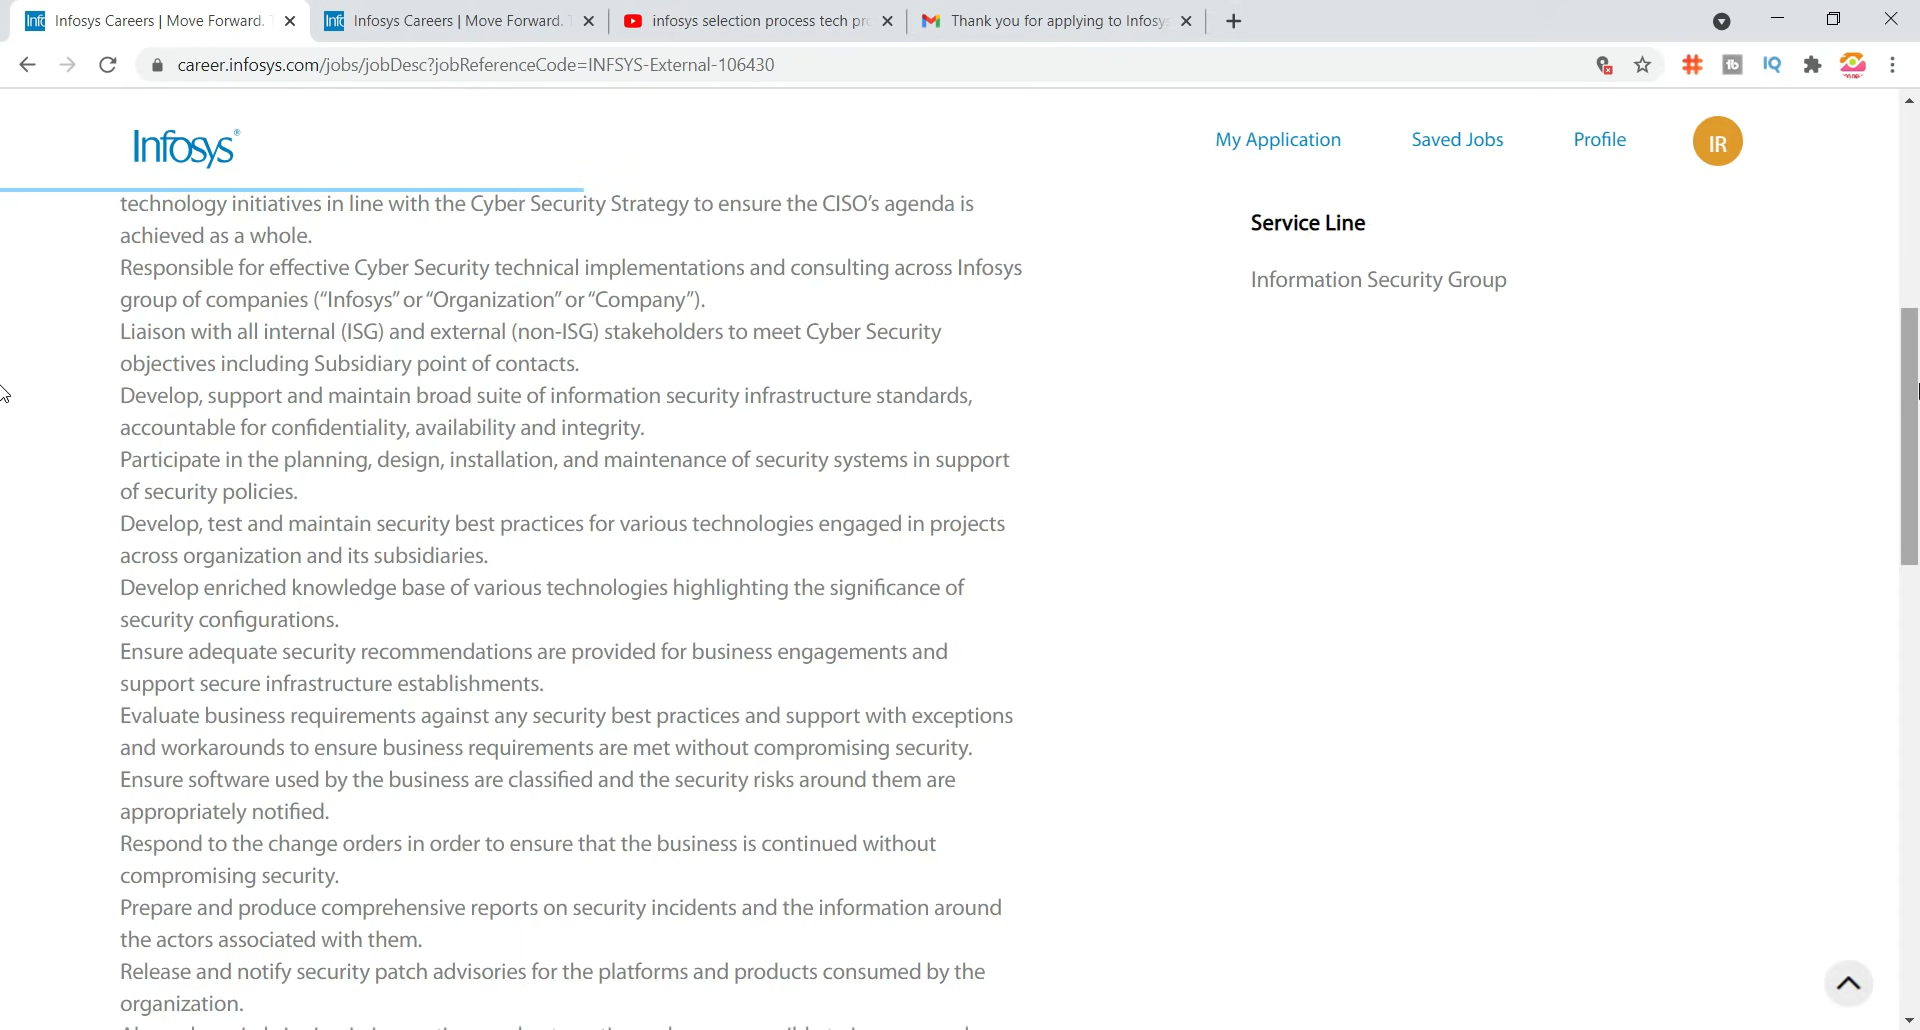 Infosys Careers | Move Forward.
Infosys Careers | Move Forward.
infosys selection process tech pr
Thank you for applying to Infosys
career.infosys.com/jobs/jobDesc?jobReferenceCode=INFSYS-External-106430
tb
IQ
Infosys®
My Application
Saved Jobs
Profile
IR
technology initiatives in line with the Cyber Security Strategy to ensure the CISO's agenda is
achieved as a whole.
Responsible for effective Cyber Security technical implementations and consulting across Infosys
group of companies (“Infosys” or “Organization” or “Company”).
Liaison with all internal (ISG) and external (non-ISG) stakeholders to meet Cyber Security
objectives including Subsidiary point of contacts.
Develop, support and maintain broad suite of information security infrastructure standards,
accountable for confidentiality, availability and integrity.
Participate in the planning, design, installation, and maintenance of security systems in support
of security policies.
Develop, test and maintain security best practices for various technologies engaged in projects
across organization and its subsidiaries.
Develop enriched knowledge base of various technologies highlighting the significance of
security configurations.
Ensure adequate security recommendations are provided for business engagements and
support secure infrastructure establishments.
Evaluate business requirements against any security best practices and support with exceptions
and workarounds to ensure business requirements are met without compromising security.
Ensure software used by the business are classified and the security risks around them are
appropriately notified.
Respond to the change orders in order to ensure that the business is continued without
compromising security.
Prepare and produce comprehensive reports on security incidents and the information around
the actors associated with them.
Release and notify security patch advisories for the platforms and products consumed by the
organization.
Service Line
Information Security Group